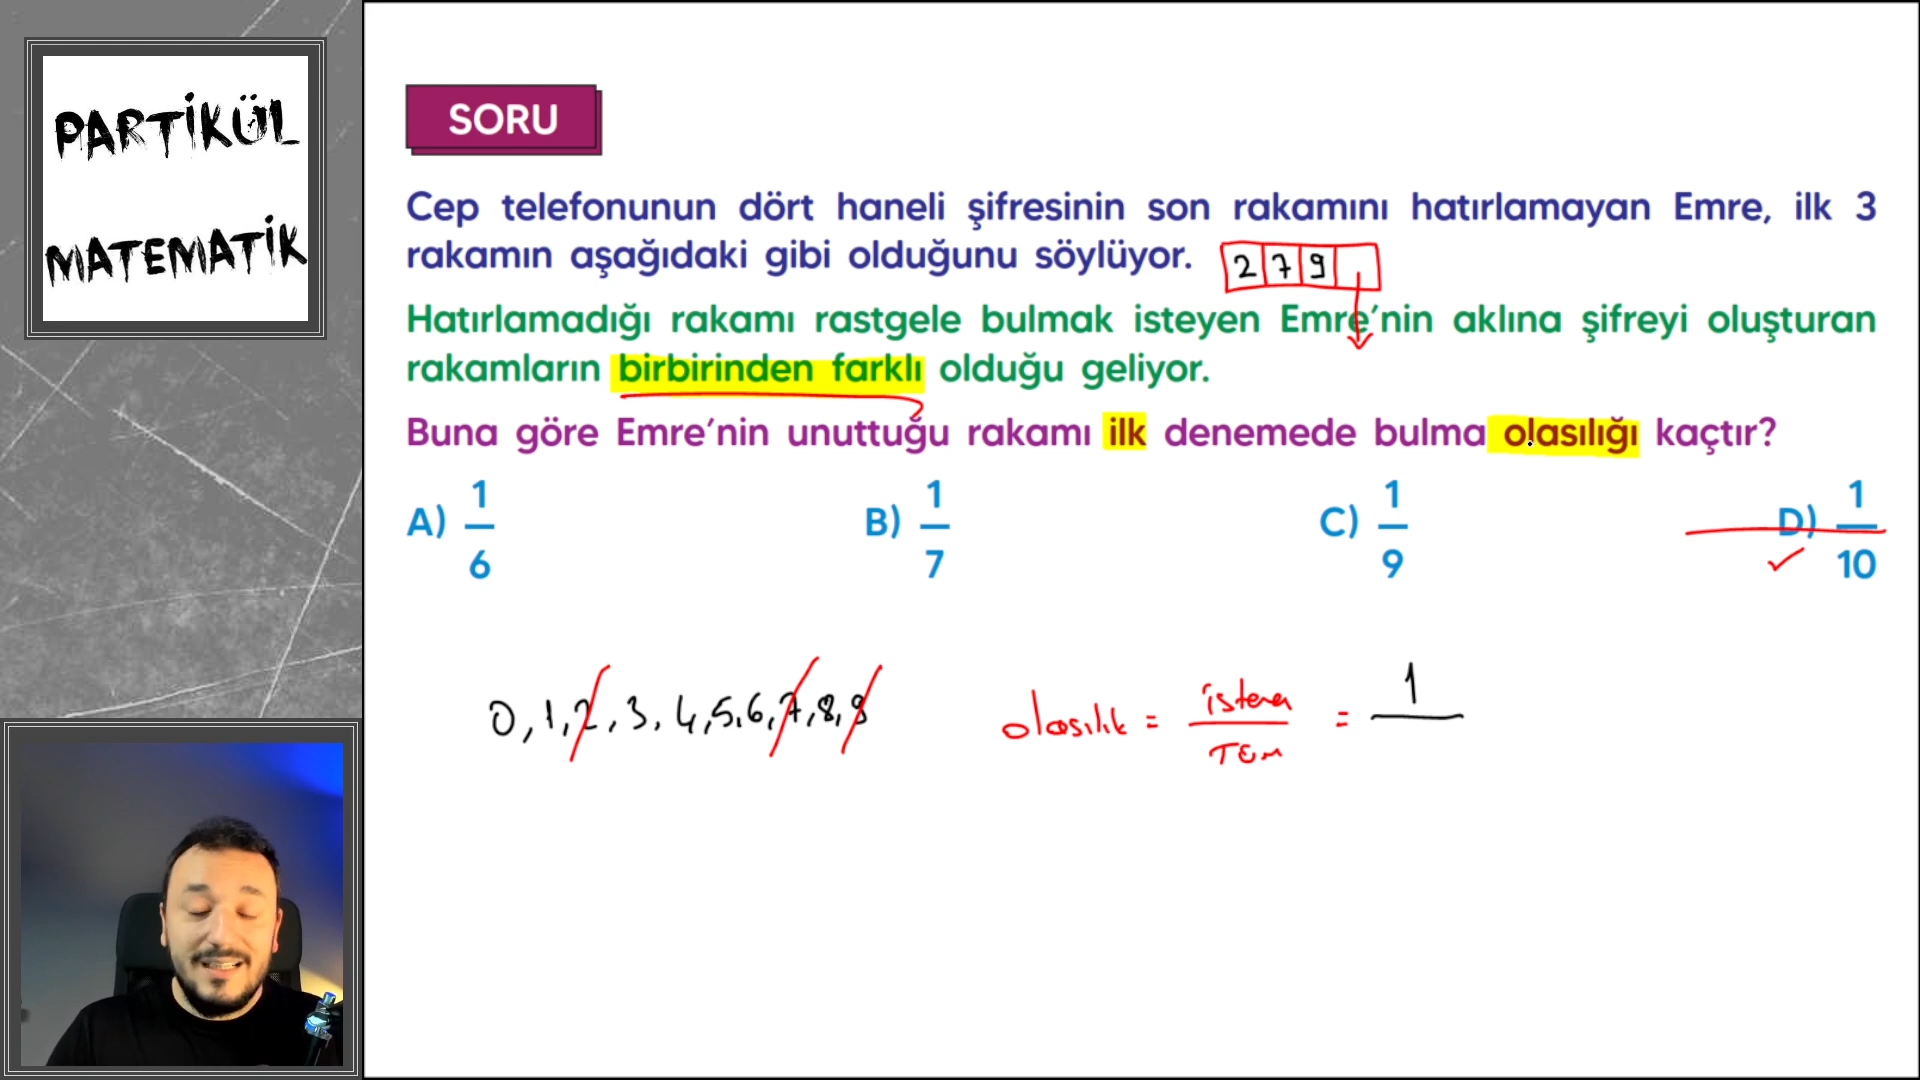 PARTİKÜL
MATEMATİK
SORU
Cep telefonunun dört haneli şifresinin son rakamını hatırlamayan Emre, ilk 3
rakamın aşağıdaki gibi olduğunu söylüyor.
2 7 9
Hatırlamadığı rakamı rastgele bulmak isteyen Emre'nin aklına şifreyi oluşturan
rakamların birbirinden farklı olduğu geliyor.
Buna göre Emre'nin unuttuğu rakamı ilk denemede bulma olasılığı kaçtır?
A) 1/6 B) 1/7 C) 1/9 D) 1/10
0, 1, 2, 3, 4, 5, 6, 7, 8, 9
olasılık = istenen / Tüm = 1